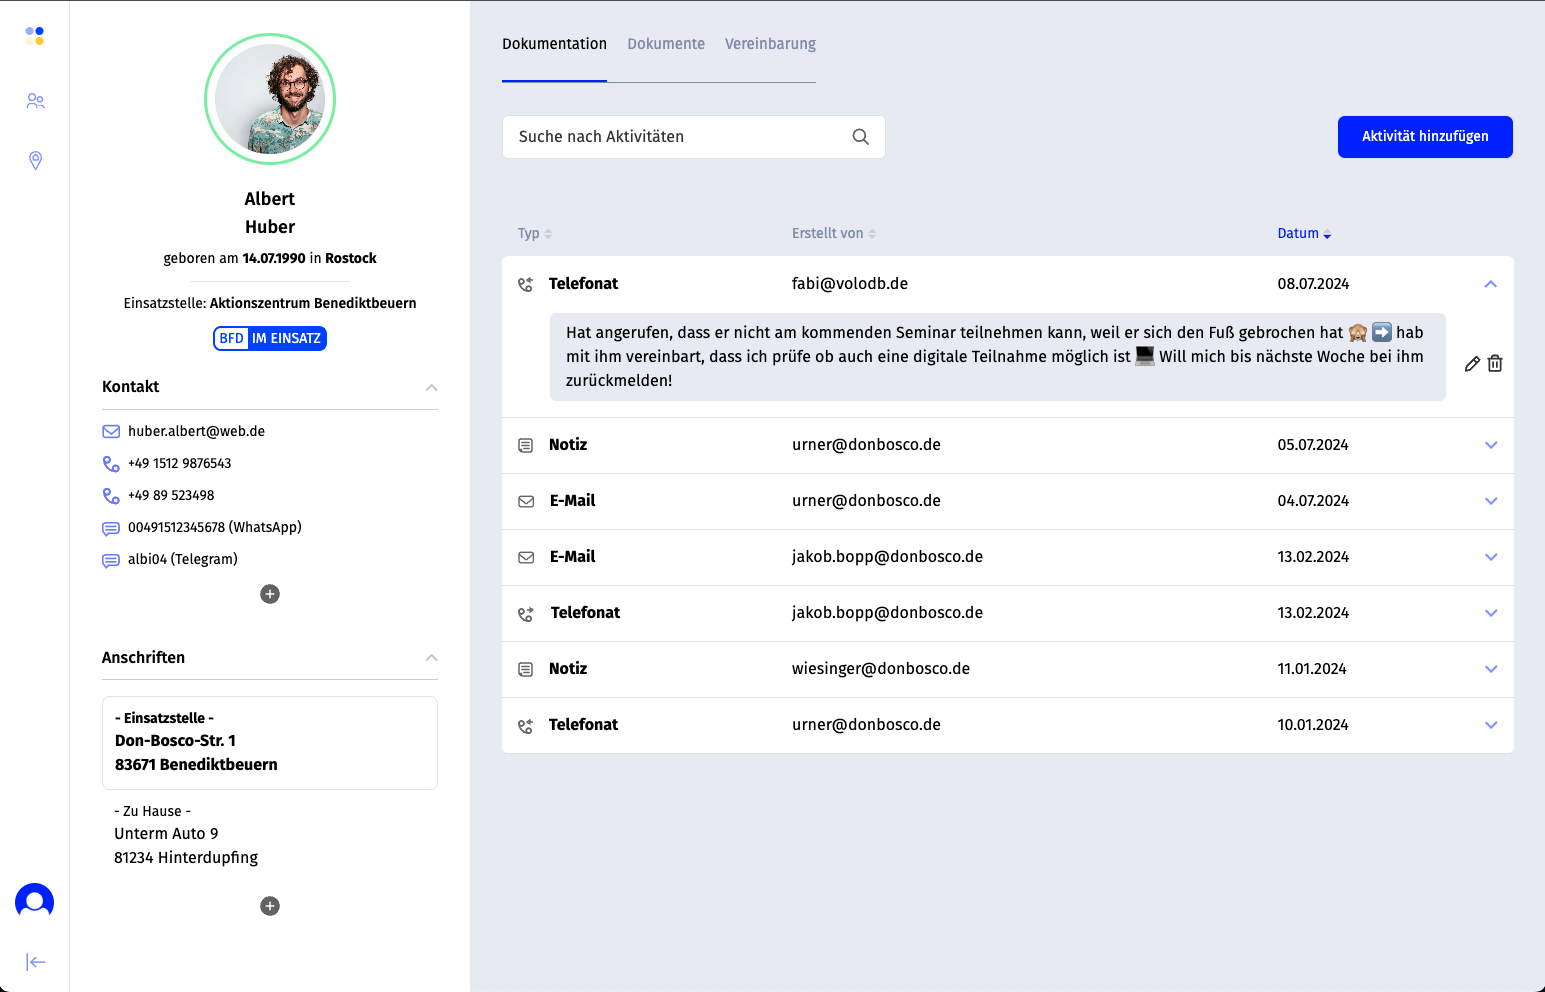 Albert
Huber
geboren am 14.07.1990 in Rostock
Einsatzstelle: Aktionszentrum Benediktbeuern
BFD IM EINSATZ
Kontakt
huber.albert@web.de
+49 1512 9876543
+49 89 523498
00491512345678 (WhatsApp)
albi04 (Telegram)
Anschriften
- Einsatzstelle -
Don-Bosco-Str. 1
83671 Benediktbeuern
- Zu Hause -
Unterm Auto 9
81234 Hinterdupfing
Dokumentation Dokumente Vereinbarung
Suche nach Aktivitäten
Aktivität hinzufügen
Typ Erstellt von Datum
Telefonat fabi@volodb.de 08.07.2024
Hat angerufen, dass er nicht am kommenden Seminar teilnehmen kann, weil er sich den Fuß gebrochen hat 🙈 ➡️ hab
mit ihm vereinbart, dass ich prüfe ob auch eine digitale Teilnahme möglich ist 💻 Will mich bis nächste Woche bei ihm
zurückmelden!
Notiz urner@donbosco.de 05.07.2024
E-Mail urner@donbosco.de 04.07.2024
E-Mail jakob.bopp@donbosco.de 13.02.2024
Telefonat jakob.bopp@donbosco.de 13.02.2024
Notiz wiesinger@donbosco.de 11.01.2024
Telefonat urner@donbosco.de 10.01.2024